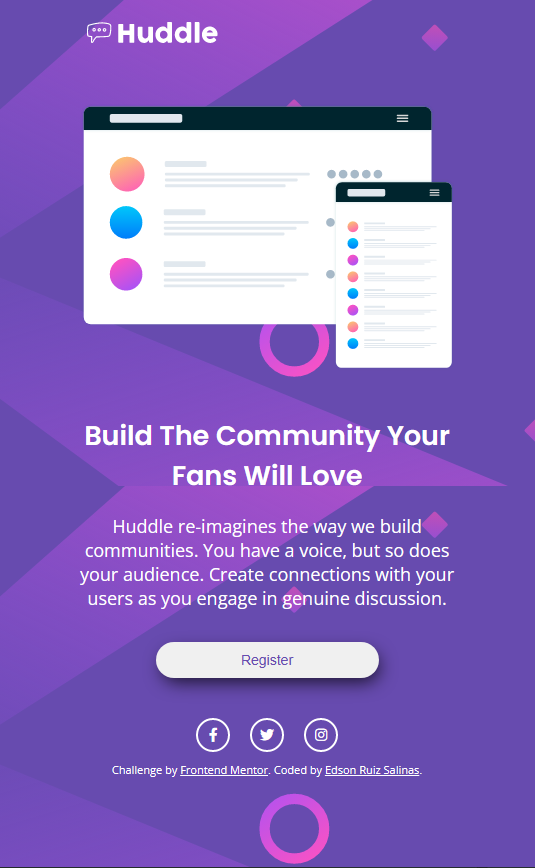 Huddle
Build The Community Your
Fans Will Love
Huddle re-imagines the way we build
communities. You have a voice, but so does
your audience. Create connections with your
users as you engage in genuine discussion.
Register
Challenge by Frontend Mentor. Coded by Edson Ruiz Salinas.